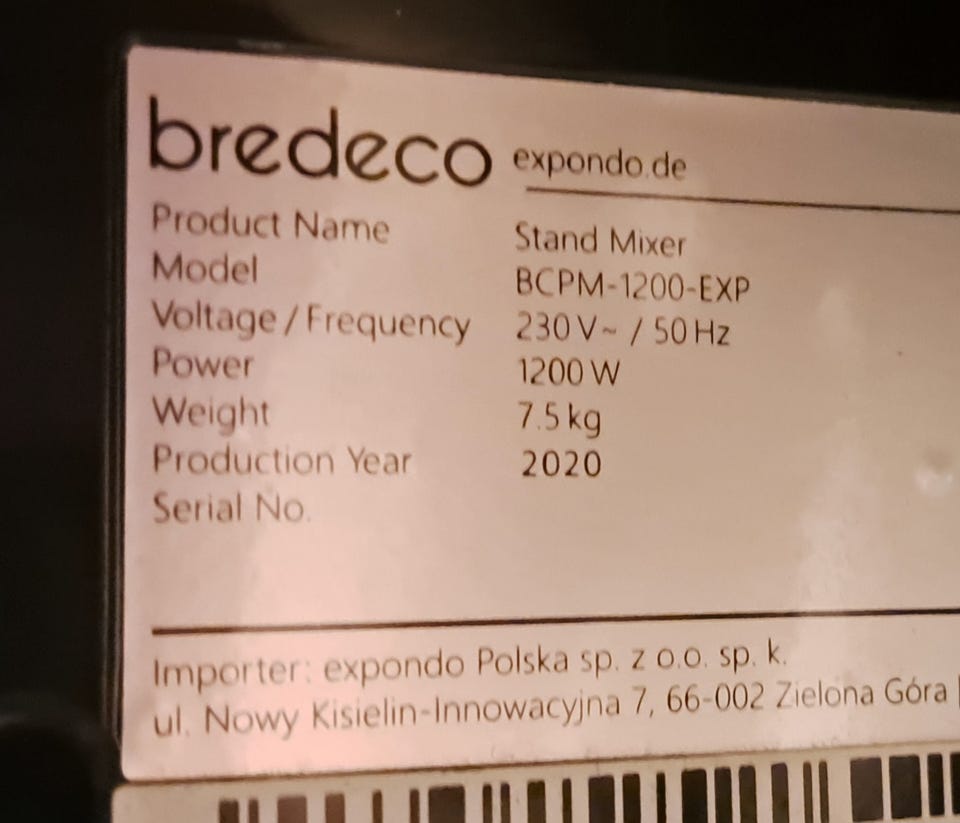 bredeco expondo.de
Product Name Stand Mixer
Model BCPM-1200-EXP
Voltage / Frequency 230 V~ / 50 Hz
Power 1200 W
Weight 7.5 kg
Production Year 2020
Serial No.
Importer: expondo Polska sp. z o.o. sp. k.
ul. Nowy Kisielin-Innowacyjna 7, 66-002 Zielona Góra |